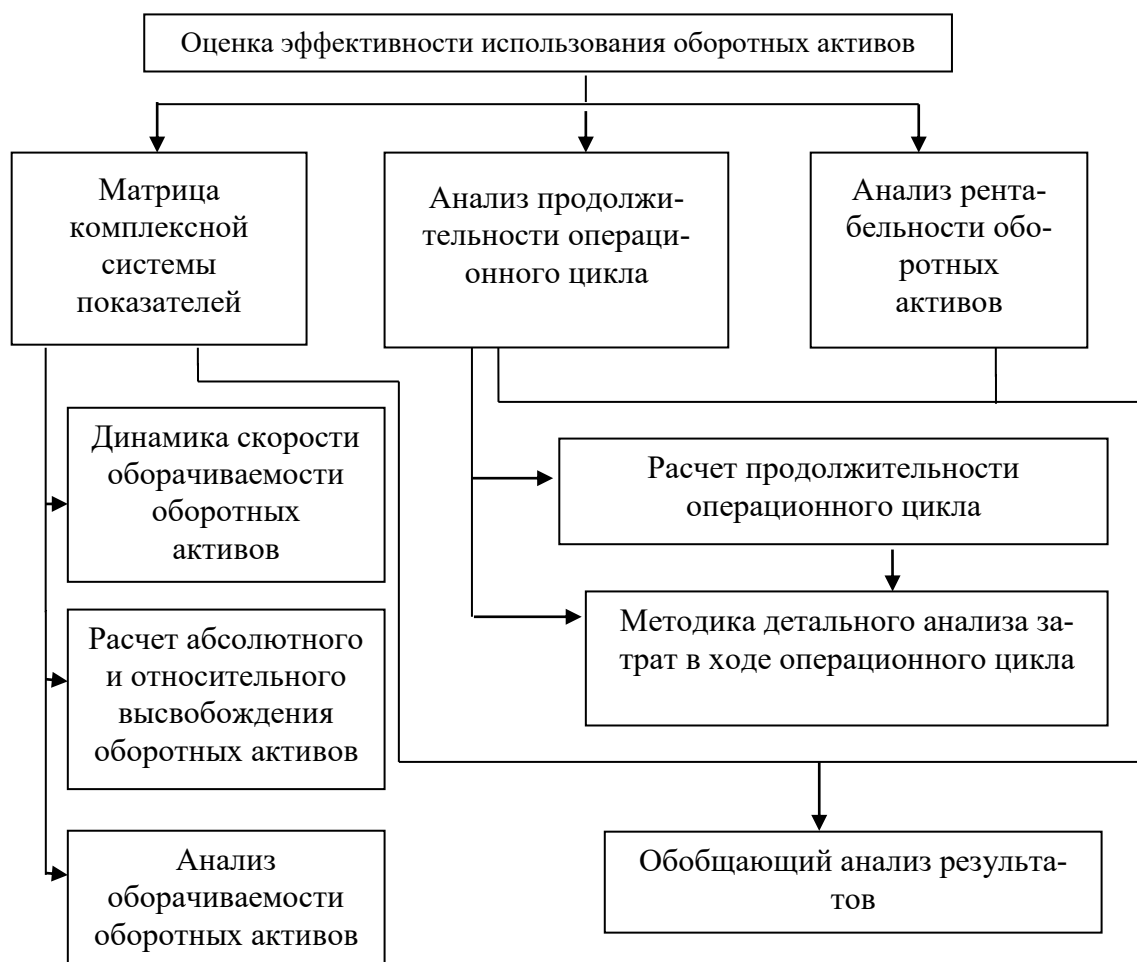 Оценка эффективности использования оборотных активов
Матрица
комплексной
системы
показателей
Анализ продолжи-
тельности операци-
онного цикла
Анализ рента-
бельности обо-
ротных
активов
Динамика скорости
оборачиваемости
оборотных
активов
Расчет продолжительности
операционного цикла
Расчет абсолютного
и относительного
высвобождения
оборотных активов
Методика детального анализа за-
трат в ходе операционного цикла
Анализ
оборачиваемости
оборотных активов
Обобщающий анализ результа-
тов